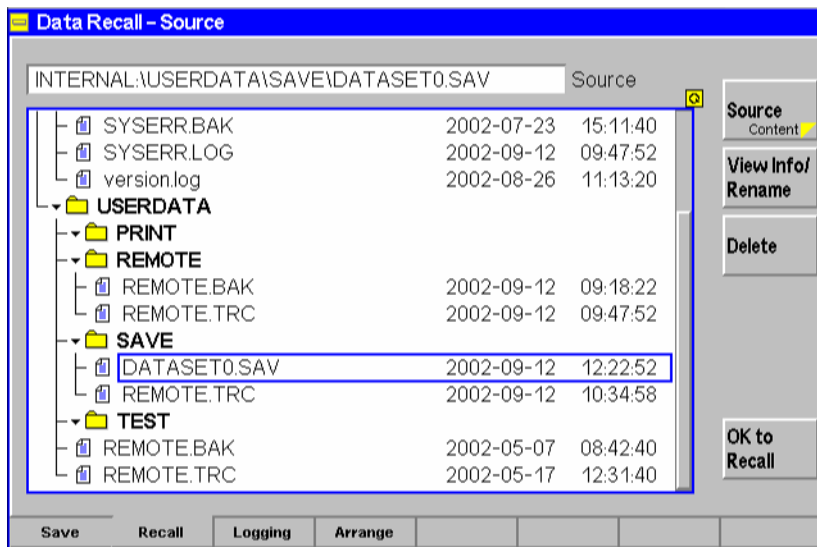 Data Recall – Source
INTERNAL:\USERDATA\SAVE\DATASET0.SAV Source
SYSERR.BAK 2002-07-23 15:11:40
SYSERR.LOG 2002-09-12 09:47:52
version.log 2002-08-26 11:13:20
USERDATA
PRINT
REMOTE
REMOTE.BAK 2002-09-12 09:18:22
REMOTE.TRC 2002-09-12 09:47:52
SAVE
DATASET0.SAV 2002-09-12 12:22:52
REMOTE.TRC 2002-09-12 10:34:58
TEST
REMOTE.BAK 2002-05-07 08:42:40
REMOTE.TRC 2002-05-17 12:31:40
Source
Content
View Info/
Rename
Delete
OK to
Recall
Save Recall Logging Arrange